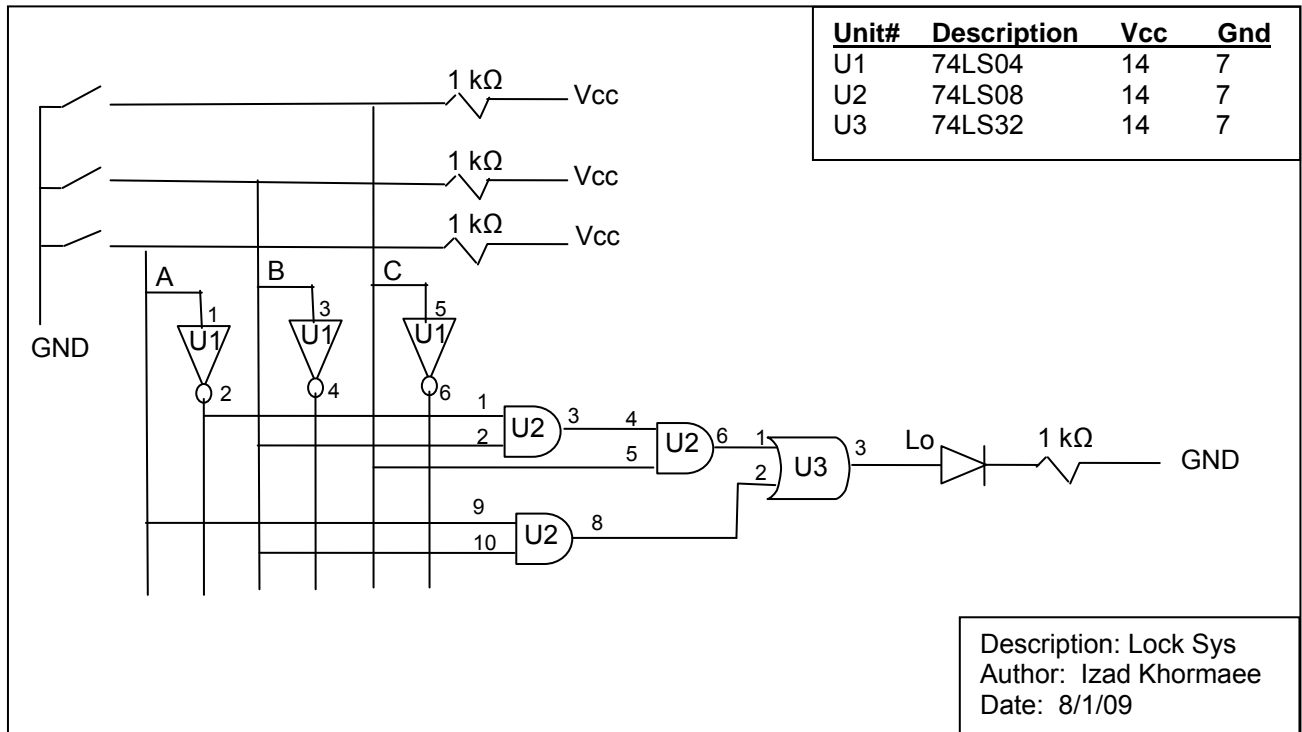 Unit# Description Vcc Gnd
U1 74LS04 14 7
U2 74LS08 14 7
U3 74LS32 14 7
1 kΩ
Vcc
1 kΩ
Vcc
1 kΩ
Vcc
A B C
1 3 5
U1 U1 U1
GND
2 4 6
1
2
U2
3
4
5
U2
6
1
2
U3
3
Lo
1 kΩ
GND
9
10
U2
8
Description: Lock Sys
Author: Izad Khormaee
Date: 8/1/09